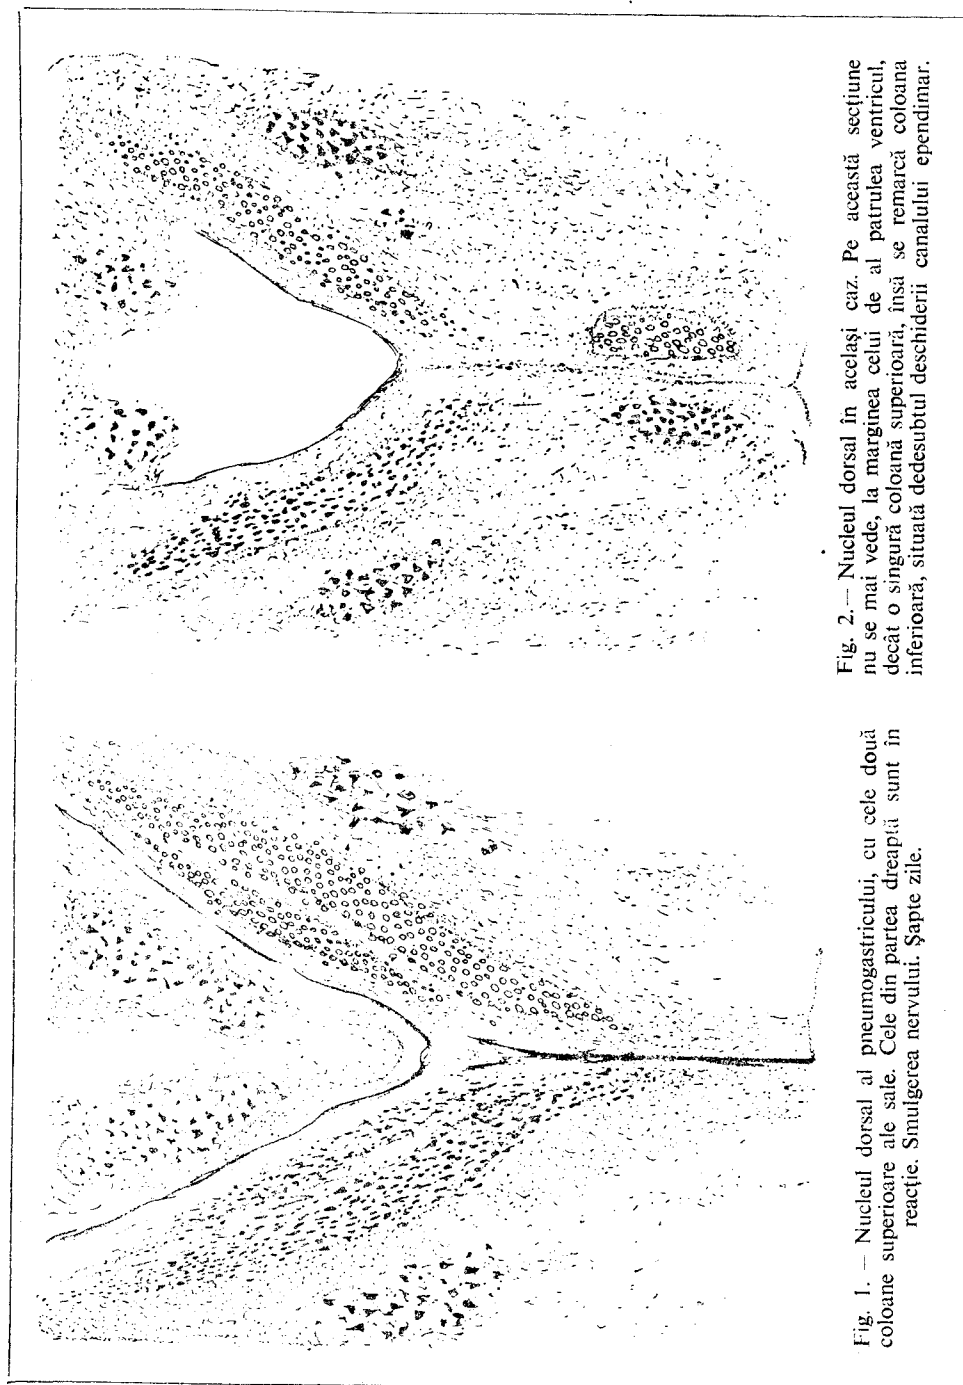 Fig. 1. — Nucleul dorsal al pneumogastricului, cu cele două
coloane superioare ale sale. Cele din partea dreaptă sunt în
reacție. Smulgerea nervului. Șapte zile.
Fig. 2. — Nucleul dorsal în același caz. Pe această secțiune
nu se mai vede, la marginea celui de al patrulea ventricul,
decât o singură coloană superioară, însă se remarcă coloana
inferioară, situată dedesubtul deschiderii canalului ependimar.